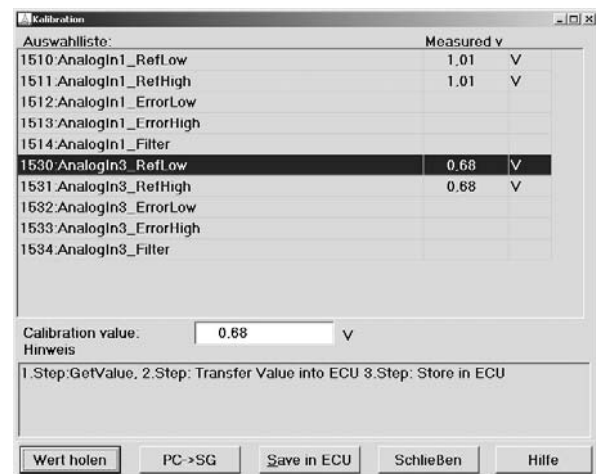 Kalibration
Auswahlliste: Measured v
1510:AnalogIn1_RefLow 1,01 V
1511:AnalogIn1_RefHigh 1,01 V
1512:AnalogIn1_ErrorLow
1513:AnalogIn1_ErrorHigh
1514:AnalogIn1_Filter
1530:AnalogIn3_RefLow 0,68 V
1531:AnalogIn3_RefHigh 0,68 V
1532:AnalogIn3_ErrorLow
1533:AnalogIn3_ErrorHigh
1534:AnalogIn3_Filter
Calibration value: 0,68 V
Hinweis
1.Step:GetValue, 2.Step: Transfer Value into ECU 3.Step: Store in ECU
Wert holen PC->SG Save in ECU Schließen Hilfe